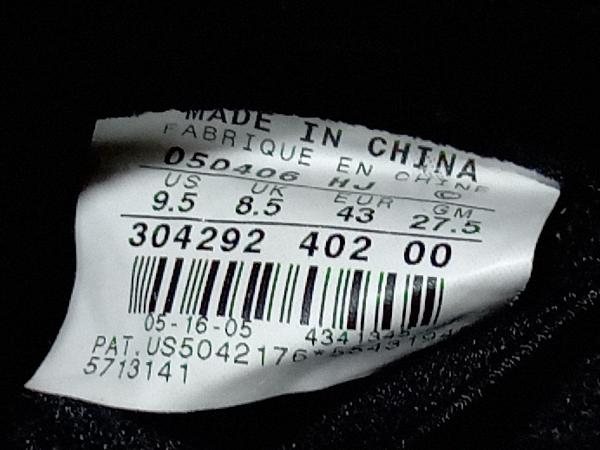 MADE IN CHINA
FABRIQUE EN CHINE
050406 HJ ©
US UK EUR CM
9.5 8.5 43 27.5
304292 402 00
05-16-05
PAT.US5042176*
5713141